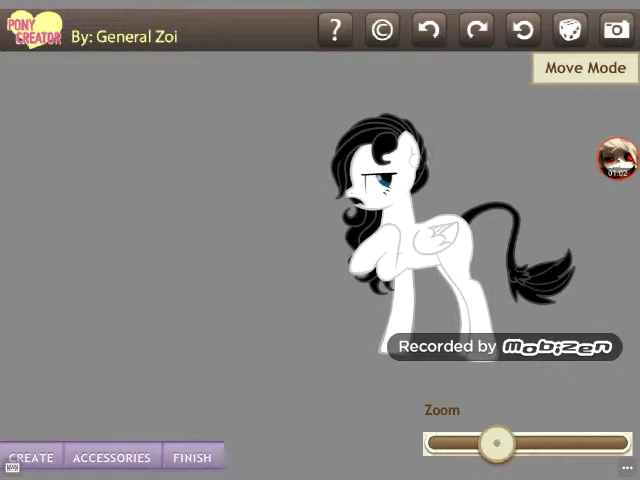 PONY
CREATOR
By: General Zoi
?
©
Move Mode
01:02
Recorded by mobizen
Zoom
CREATE
ACCESSORIES
FINISH